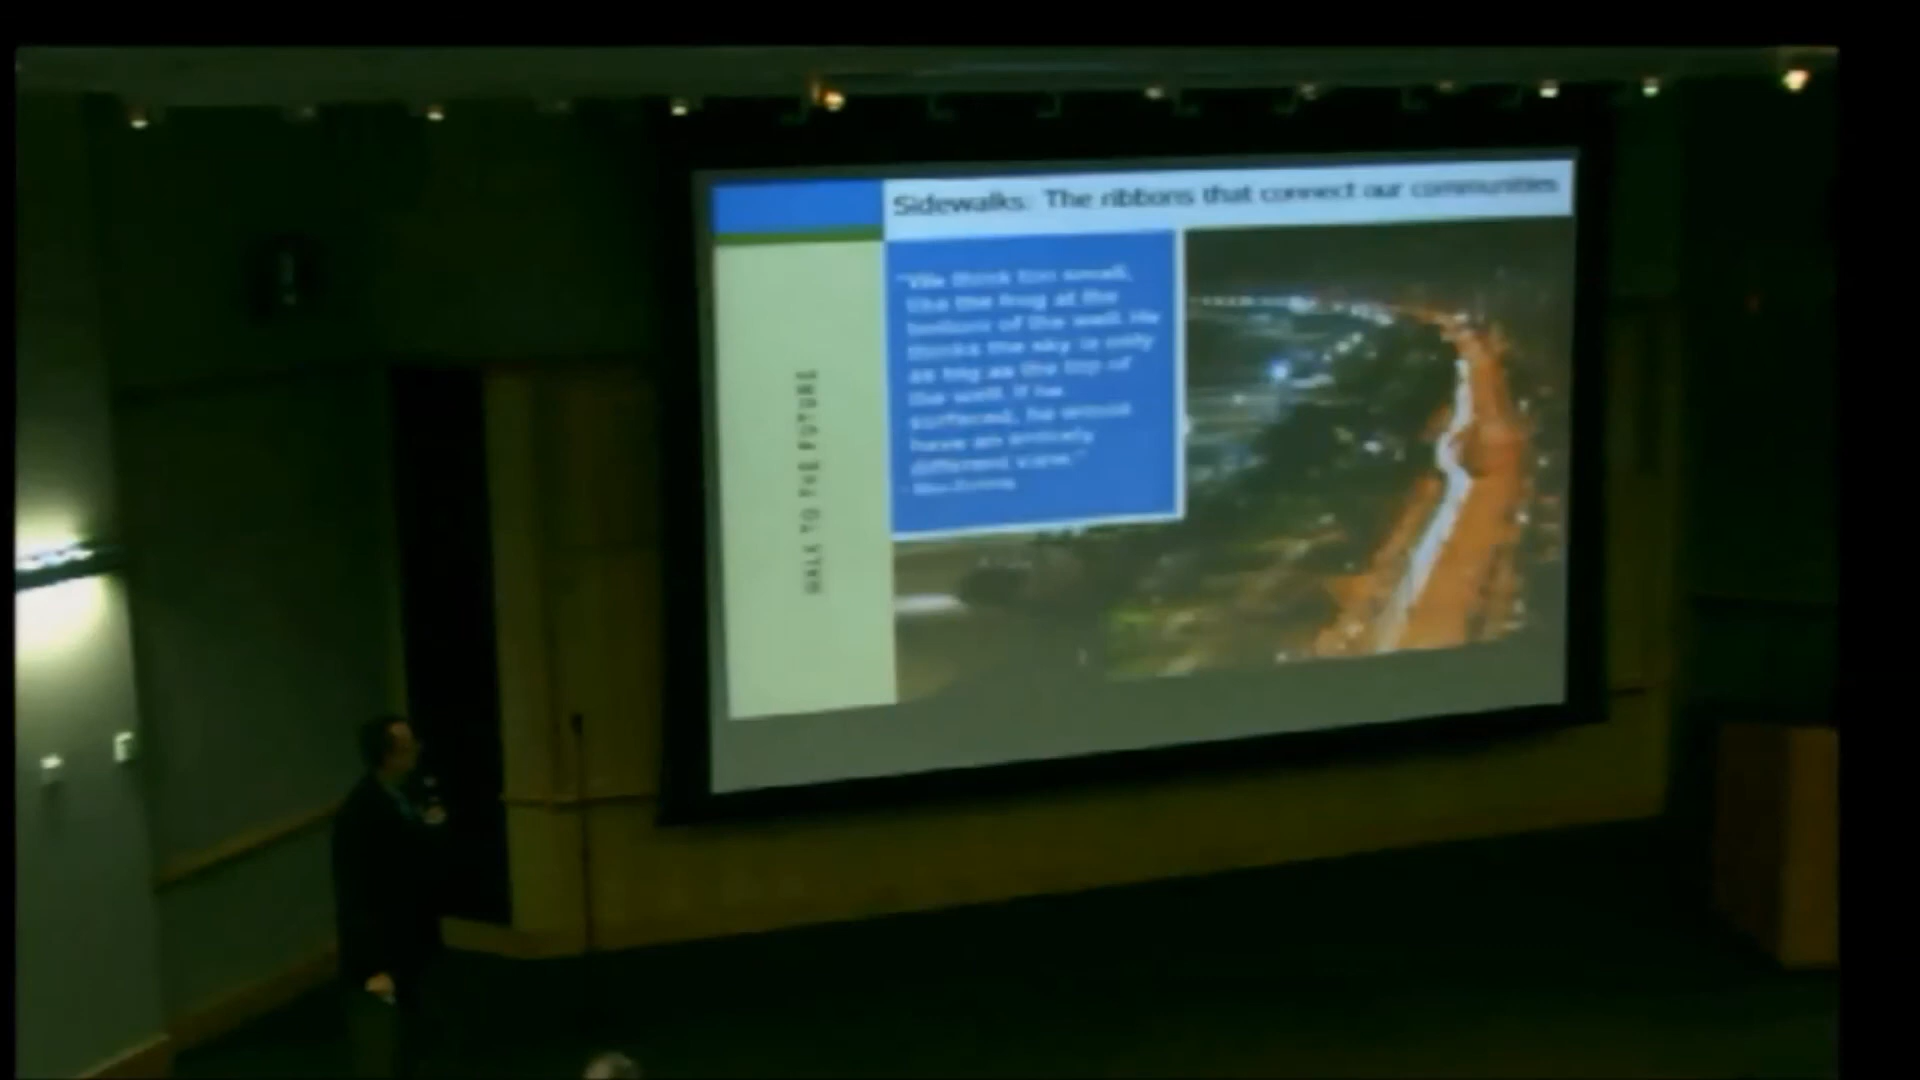 Sidewalks: The ribbons that connect our communities
"We think too small,
like the frog at the
bottom of the well. He
thinks the sky is only
as big as the top of
the well. If he
surfaced, he would
have an entirely
different view."
WALK TO THE FUTURE